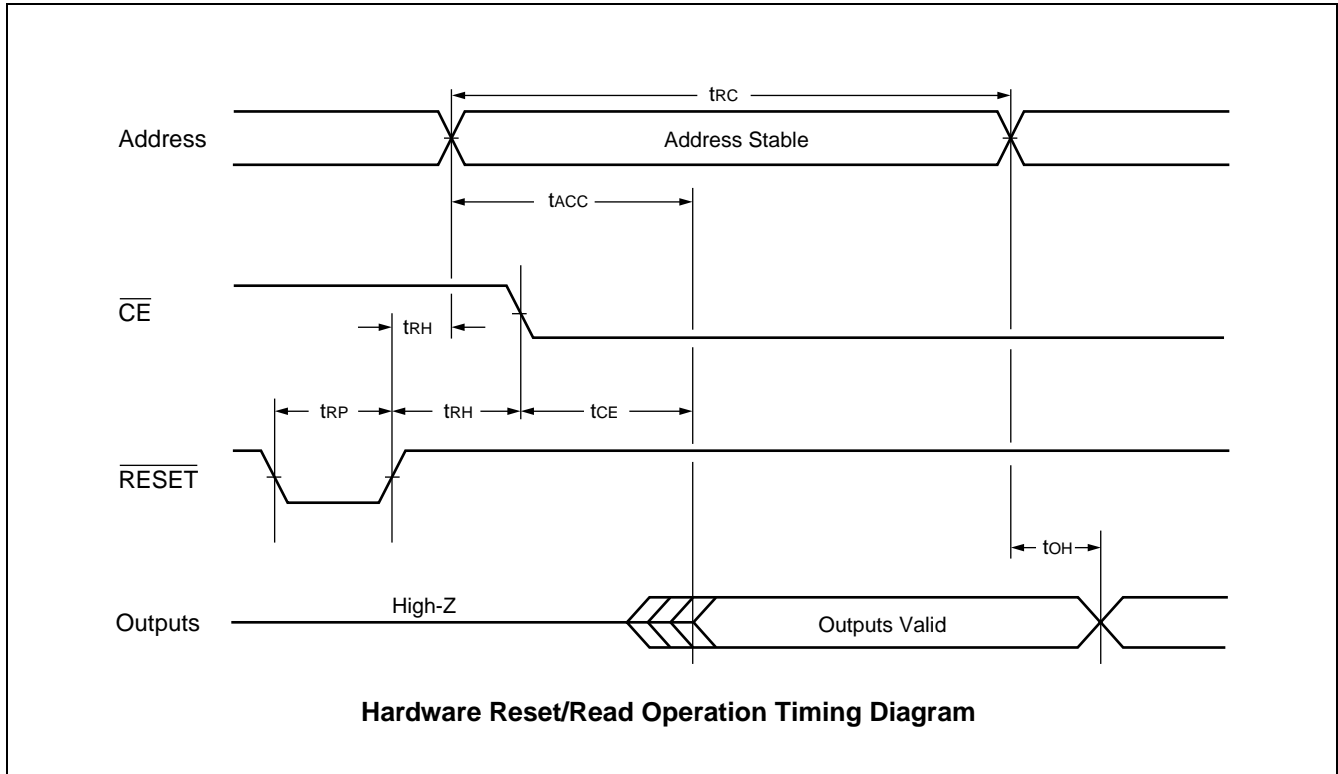 tRC
Address
Address Stable
tACC
CE
tRH
tRP
tRH
tCE
RESET
tOH
High-Z
Outputs
Outputs Valid
Hardware Reset/Read Operation Timing Diagram